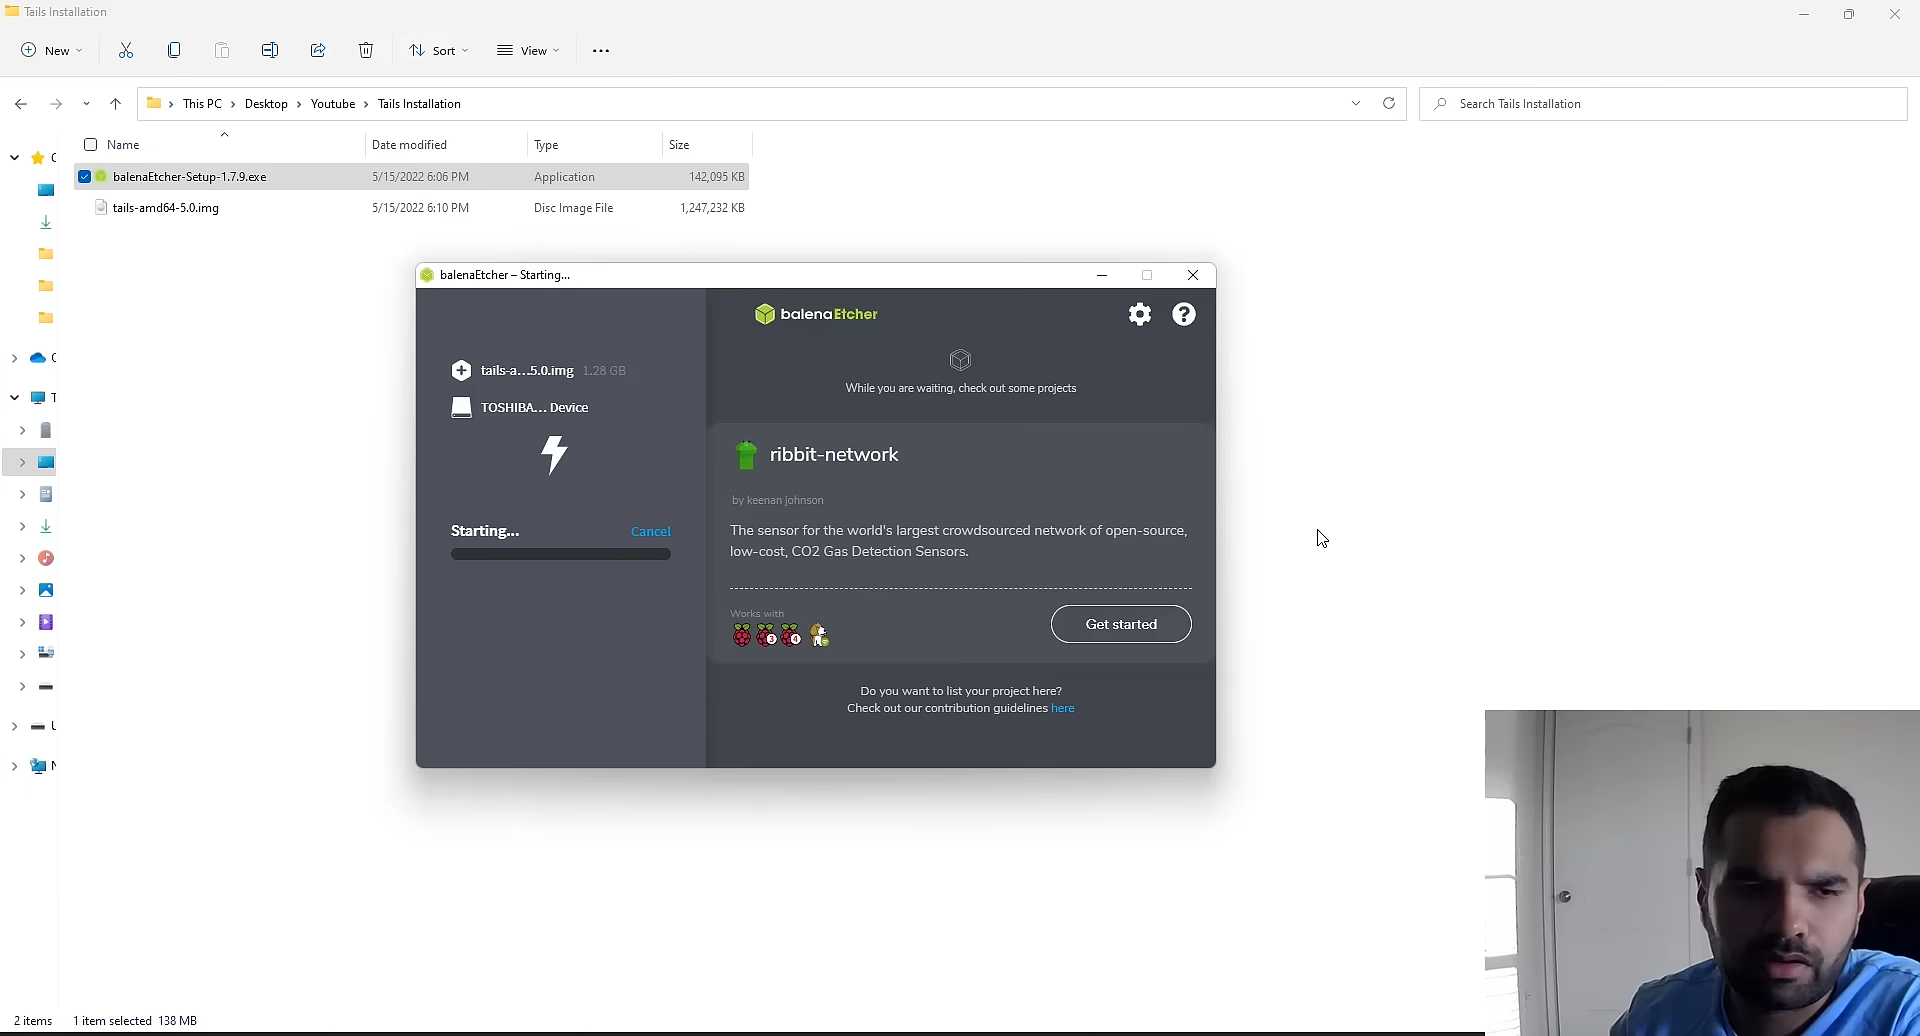 Tails Installation
New
Sort
View
This PC > Desktop > Youtube > Tails Installation
Search Tails Installation
Name
Date modified
Type
Size
balenaEtcher-Setup-1.7.9.exe 5/15/2022 6:06 PM Application 142,095 KB
tails-amd64-5.0.img 5/15/2022 6:10 PM Disc Image File 1,247,232 KB
balenaEtcher – Starting...
balenaEtcher
tails-a...5.0.img 1.28 GB
TOSHIBA... Device
Starting...
Cancel
While you are waiting, check out some projects
ribbit-network
by keenan johnson
The sensor for the world's largest crowdsourced network of open-source,
low-cost, CO2 Gas Detection Sensors.
Works with
3
4
Get started
Do you want to list your project here?
Check out our contribution guidelines here
2 items 1 item selected 138 MB